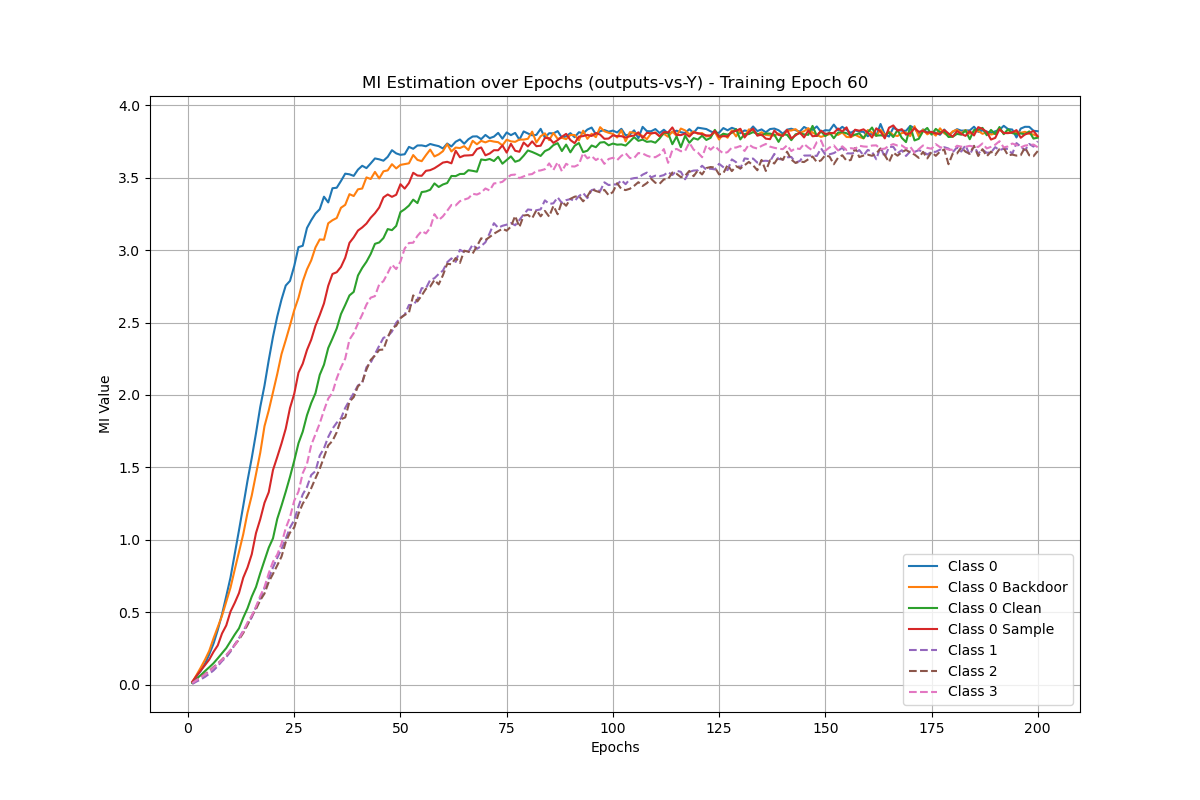 MI Estimation over Epochs (outputs-vs-Y) - Training Epoch 60
4.0
3.5
3.0
2.5
2.0
1.5
1.0
0.5
0.0
MI Value
0 25 50 75 100 125 150 175 200
Epochs
Class 0
Class 0 Backdoor
Class 0 Clean
Class 0 Sample
Class 1
Class 2
Class 3